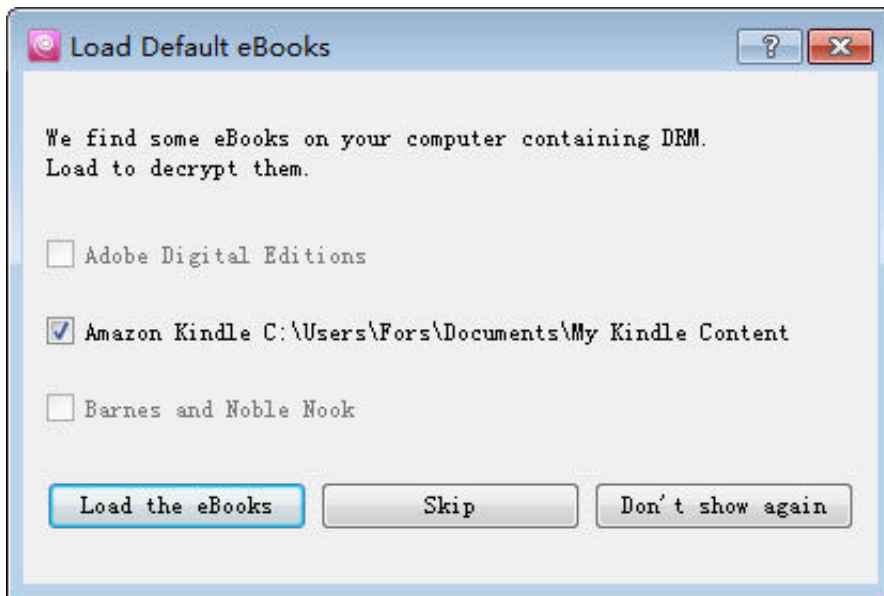 Load Default eBooks
We find some eBooks on your computer containing DRM.
Load to decrypt them.
Adobe Digital Editions
Amazon Kindle C:\Users\Fors\Documents\My Kindle Content
Barnes and Noble Nook
Load the eBooks Skip Don't show again